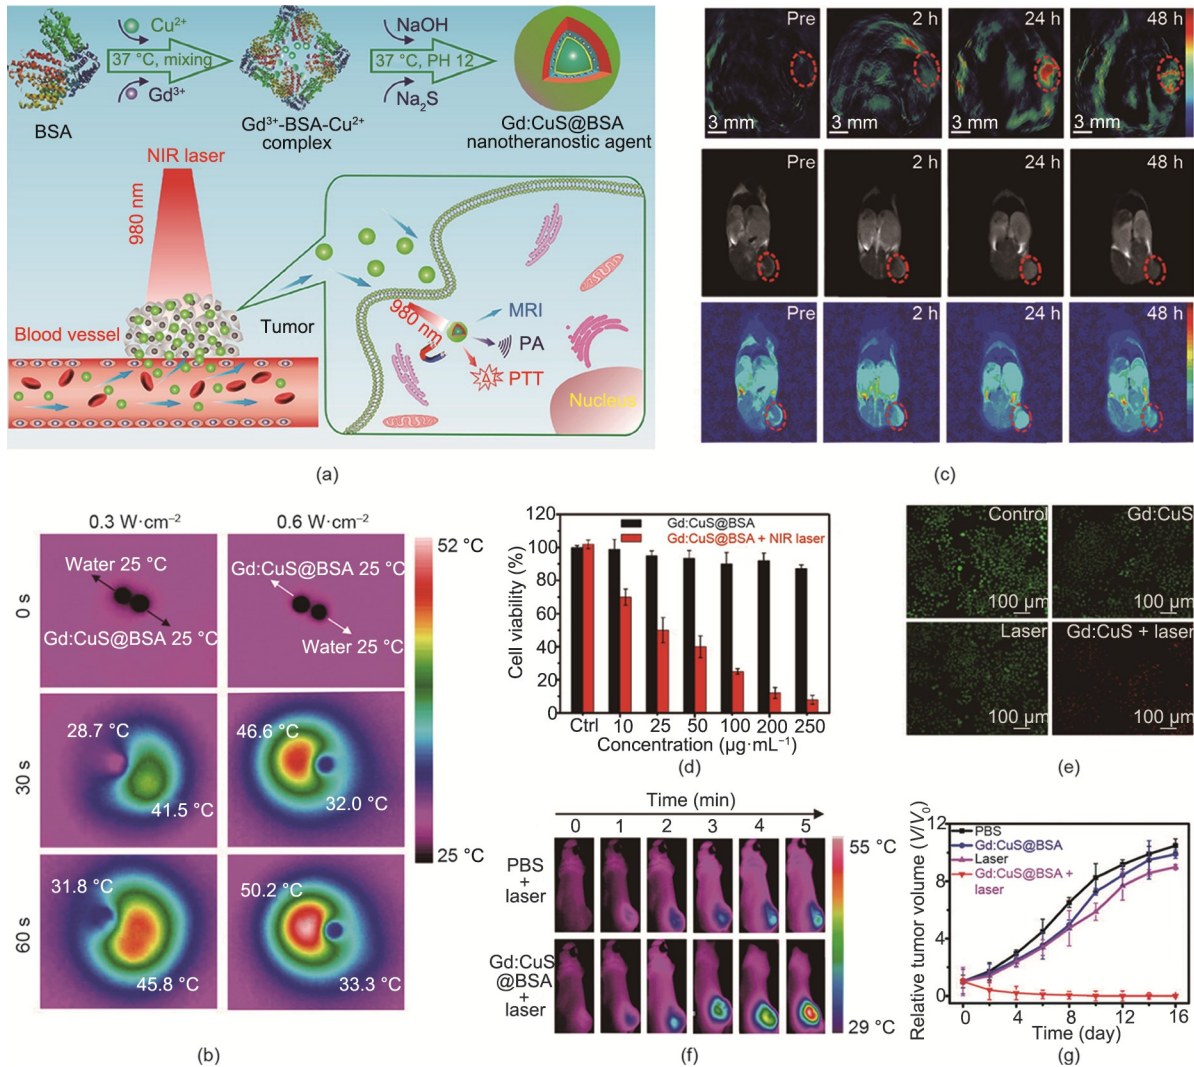 Cu²⁺
37 °C, mixing
Gd³⁺
BSA
Gd³⁺-BSA-Cu²⁺
complex
NaOH
37 °C, PH 12
Na₂S
Gd:CuS@BSA
nanotheranostic agent
NIR laser
980 nm
Blood vessel
Tumor
980 nm
MRI
PA
Δ
PTT
Nucleus
(a)
Pre
2 h
24 h
48 h
3 mm
3 mm
3 mm
3 mm
Pre
2 h
24 h
48 h
Pre
2 h
24 h
48 h
(c)
0.3 W·cm⁻²
0.6 W·cm⁻²
0 s
Water 25 °C
Gd:CuS@BSA 25 °C
Gd:CuS@BSA 25 °C
Water 25 °C
52 °C
30 s
28.7 °C
41.5 °C
46.6 °C
32.0 °C
25 °C
60 s
31.8 °C
45.8 °C
50.2 °C
33.3 °C
(b)
Cell viability (%)
120
100
80
60
40
20
0
Gd:CuS@BSA
Gd:CuS@BSA + NIR laser
Ctrl
10
25
50
100
200
250
Concentration (μg·mL⁻¹)
(d)
Control
100 μm
Gd:CuS
100 μm
Laser
100 μm
Gd:CuS + laser
100 μm
(e)
Time (min)
0
1
2
3
4
5
PBS
+
laser
Gd:CuS
@BSA
+
laser
55 °C
29 °C
(f)
Relative tumor volume (V/V₀)
12
8
4
0
PBS
Gd:CuS@BSA
Laser
Gd:CuS@BSA +
laser
0
4
8
12
16
Time (day)
(g)